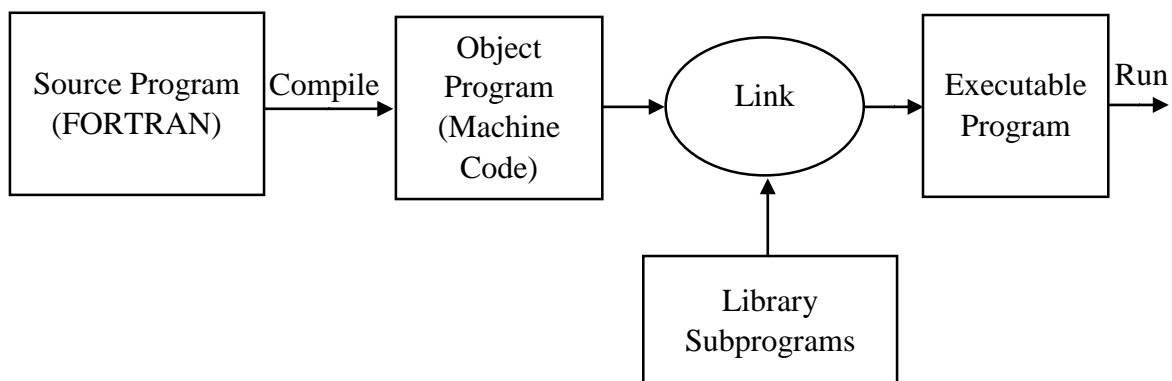 Source Program
(FORTRAN)
Compile
Object
Program
(Machine
Code)
Link
Executable
Program
Run
Library
Subprograms